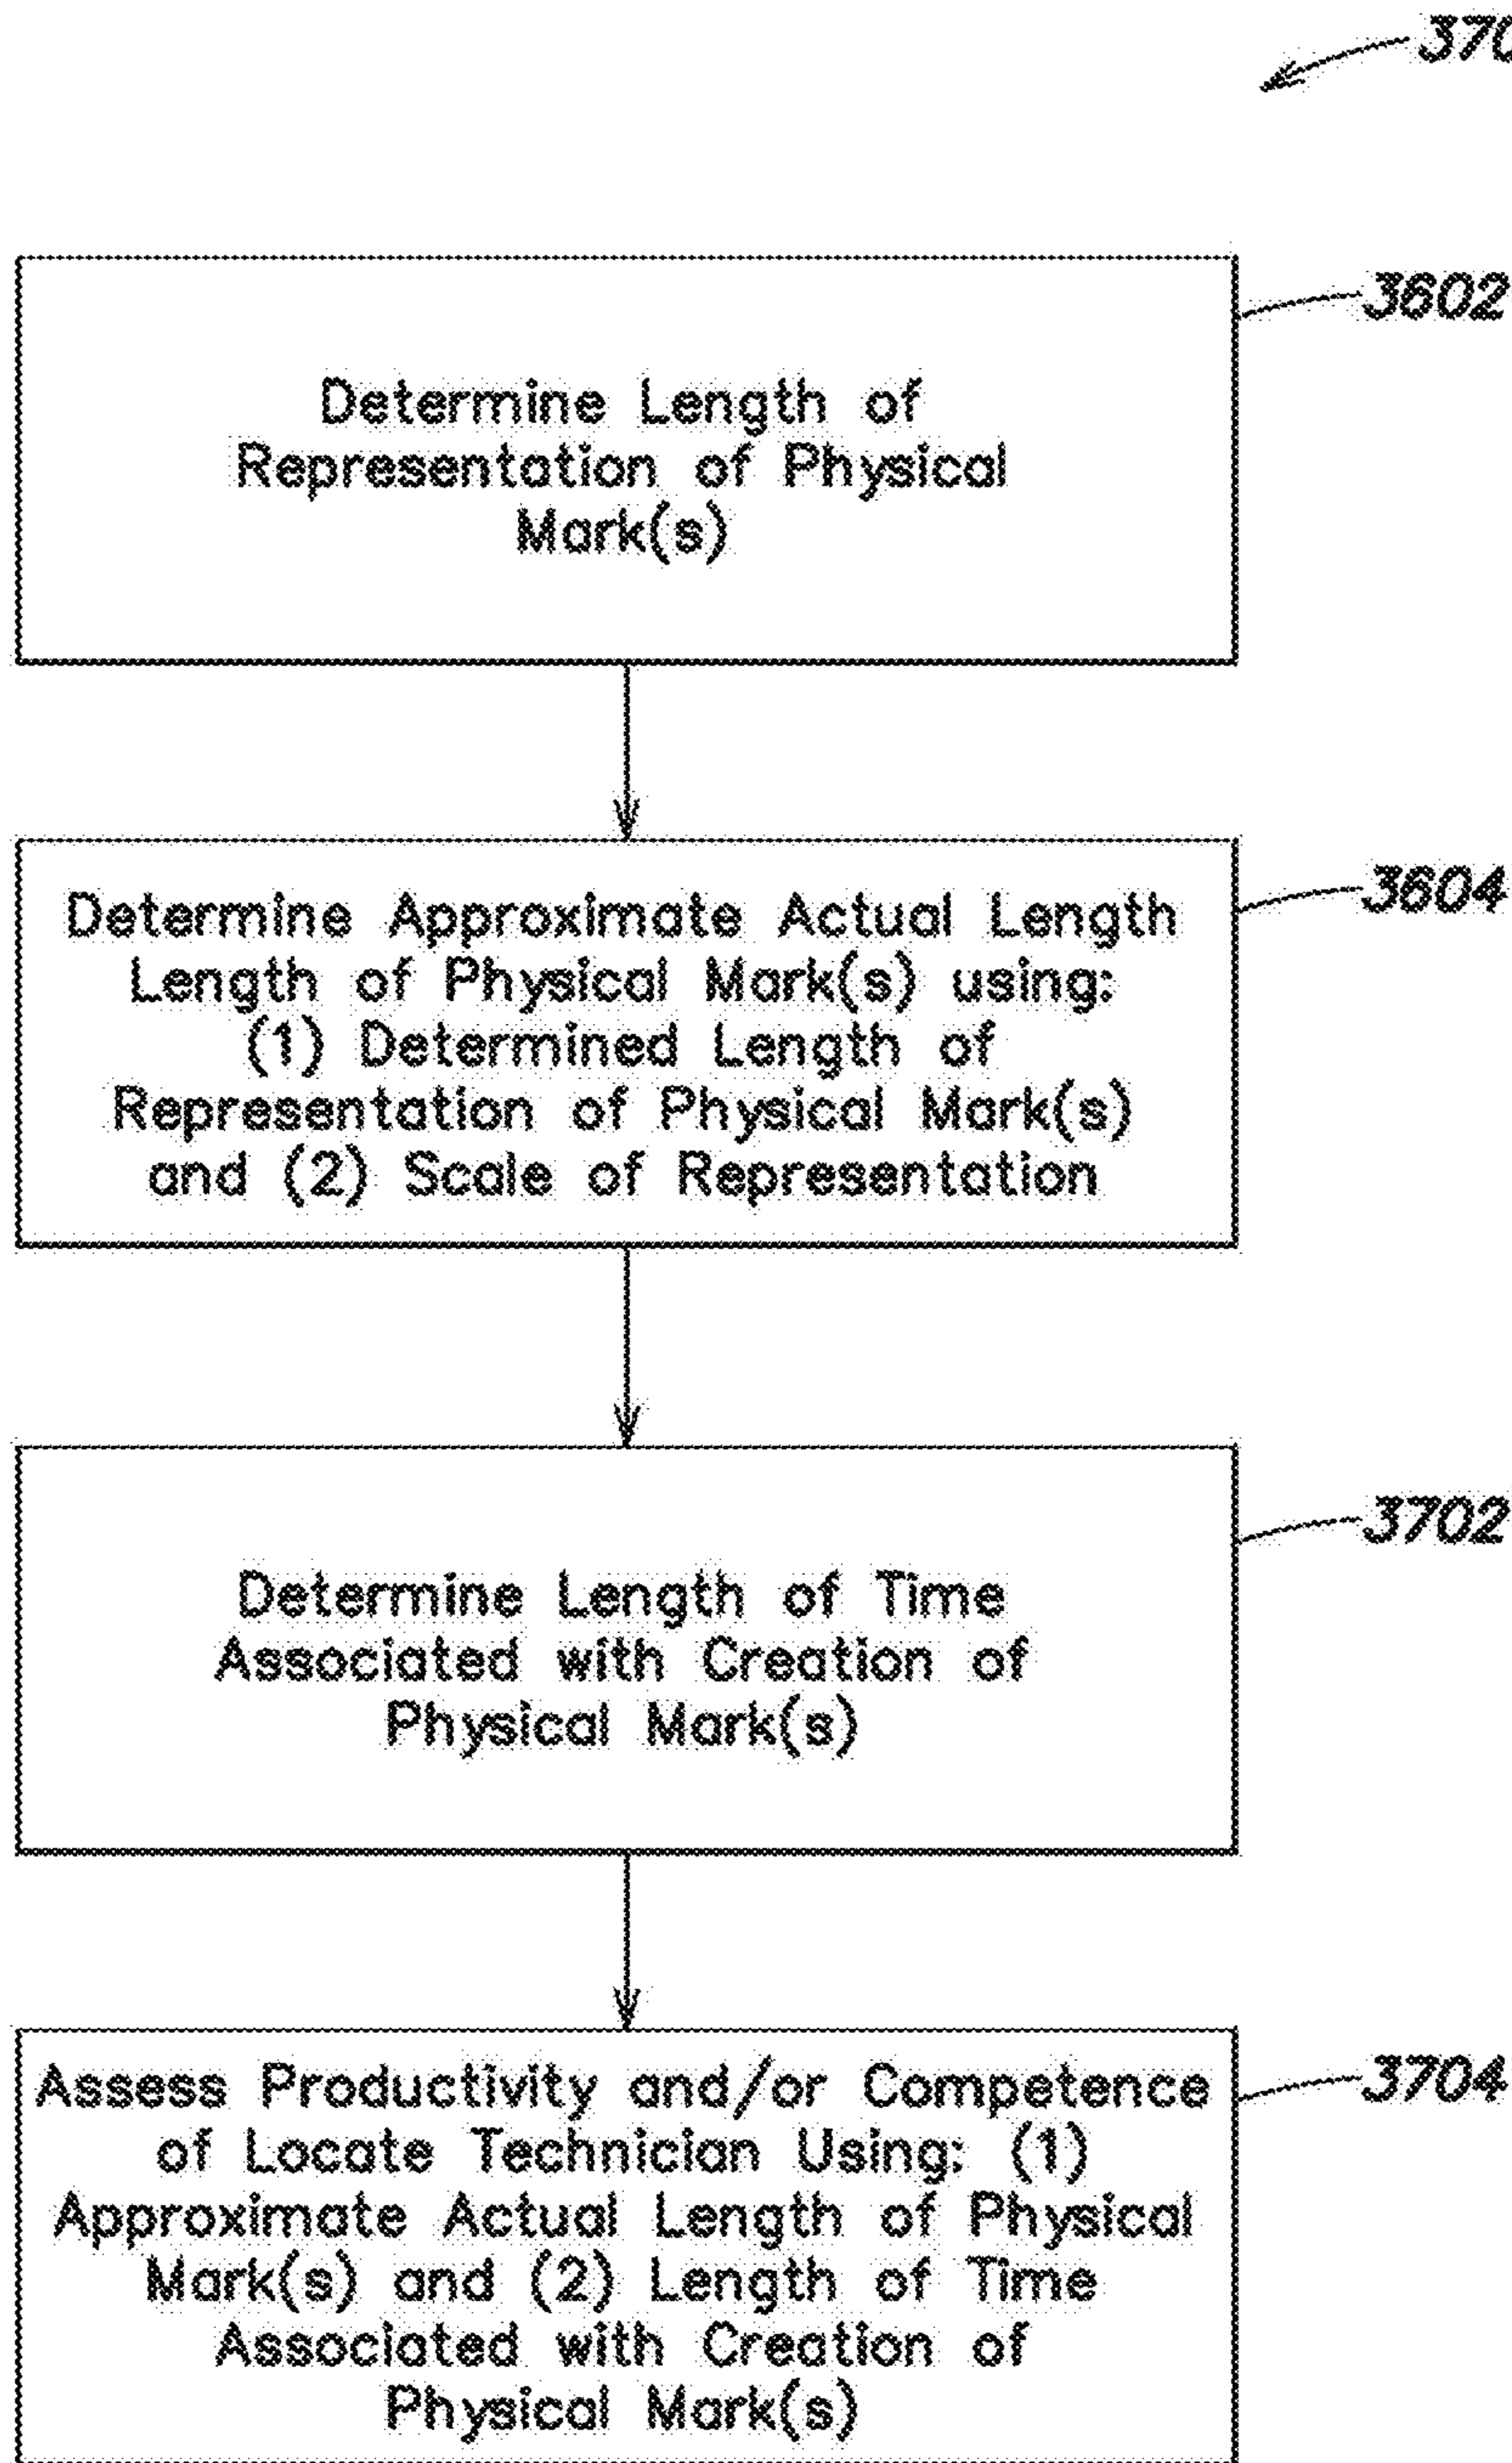 370
3602
Determine Length of
Representation of Physical
Mark(s)
3604
Determine Approximate Actual Length
Length of Physical Mark(s) using:
(1) Determined Length of
Representation of Physical Mark(s)
and (2) Scale of Representation
3702
Determine Length of Time
Associated with Creation of
Physical Mark(s)
3704
Assess Productivity and/or Competence
of Locate Technician Using: (1)
Approximate Actual Length of Physical
Mark(s) and (2) Length of Time
Associated with Creation of
Physical Mark(s)